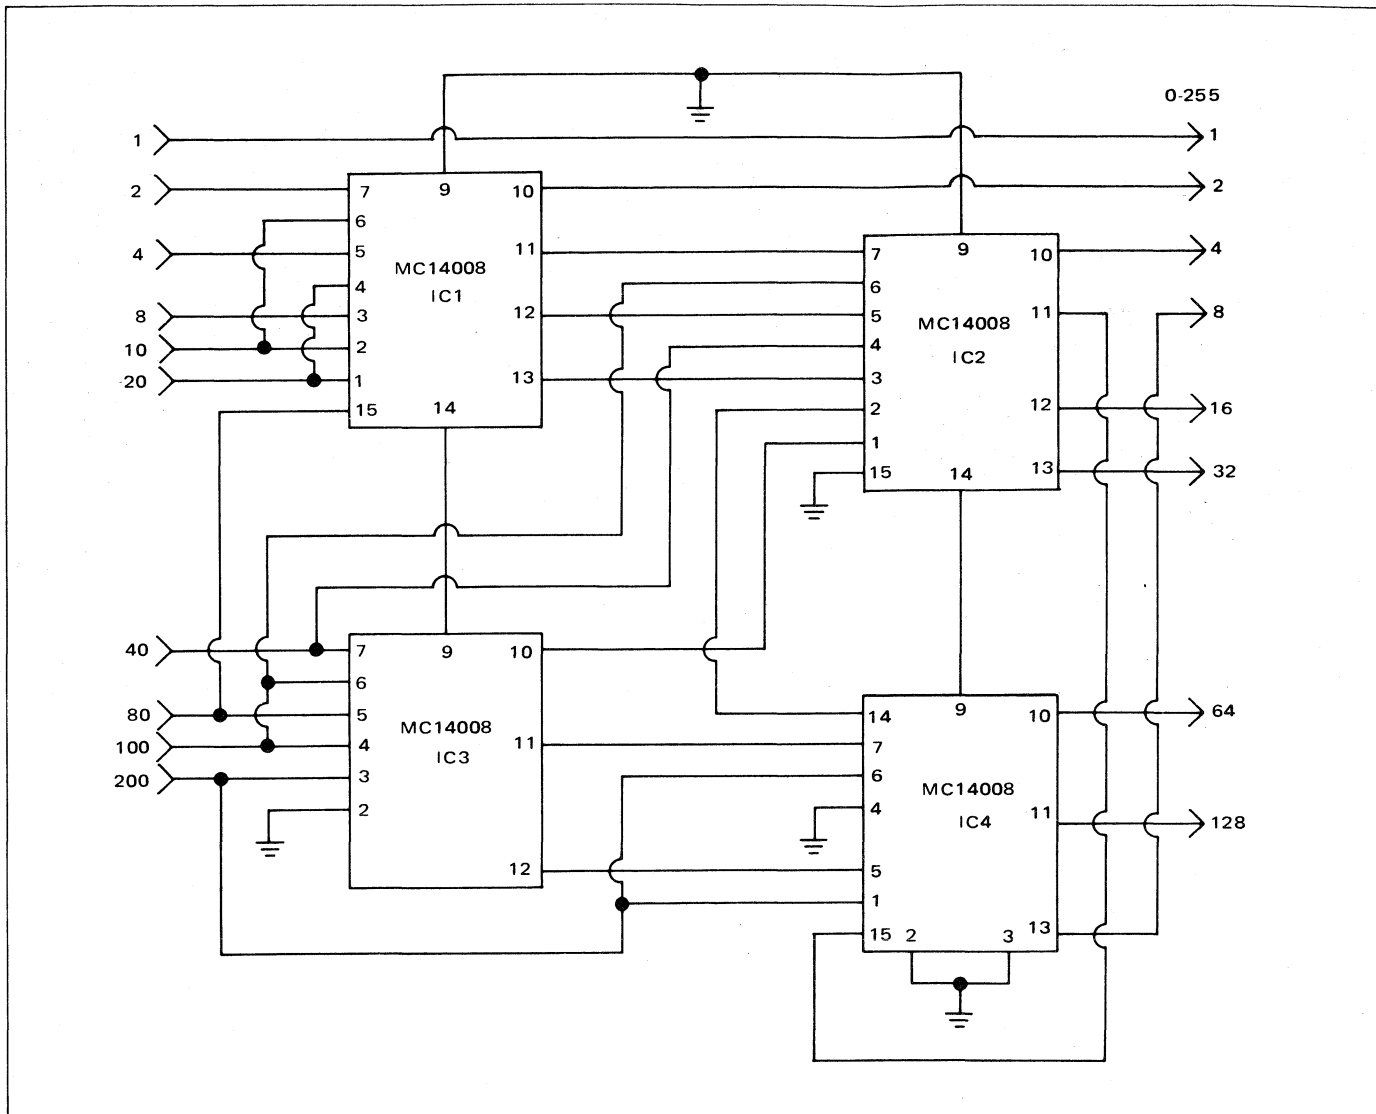 0-255
1 1
2 7 9 10 2
6
4 5 11 7 9 10 4
MC14008
IC1
4 6
8 3 12 5 11 8
MC14008
IC2
10 2 4
20 1 13 3
15 14 2 12 16
1
15 14 13 32
40 7 9 10
6
80 5 14 9 10 64
MC14008
IC3
100 4 11 7
200 3 6
MC14008
IC4
2 4 11 128
12 5
1
15 2 3 13